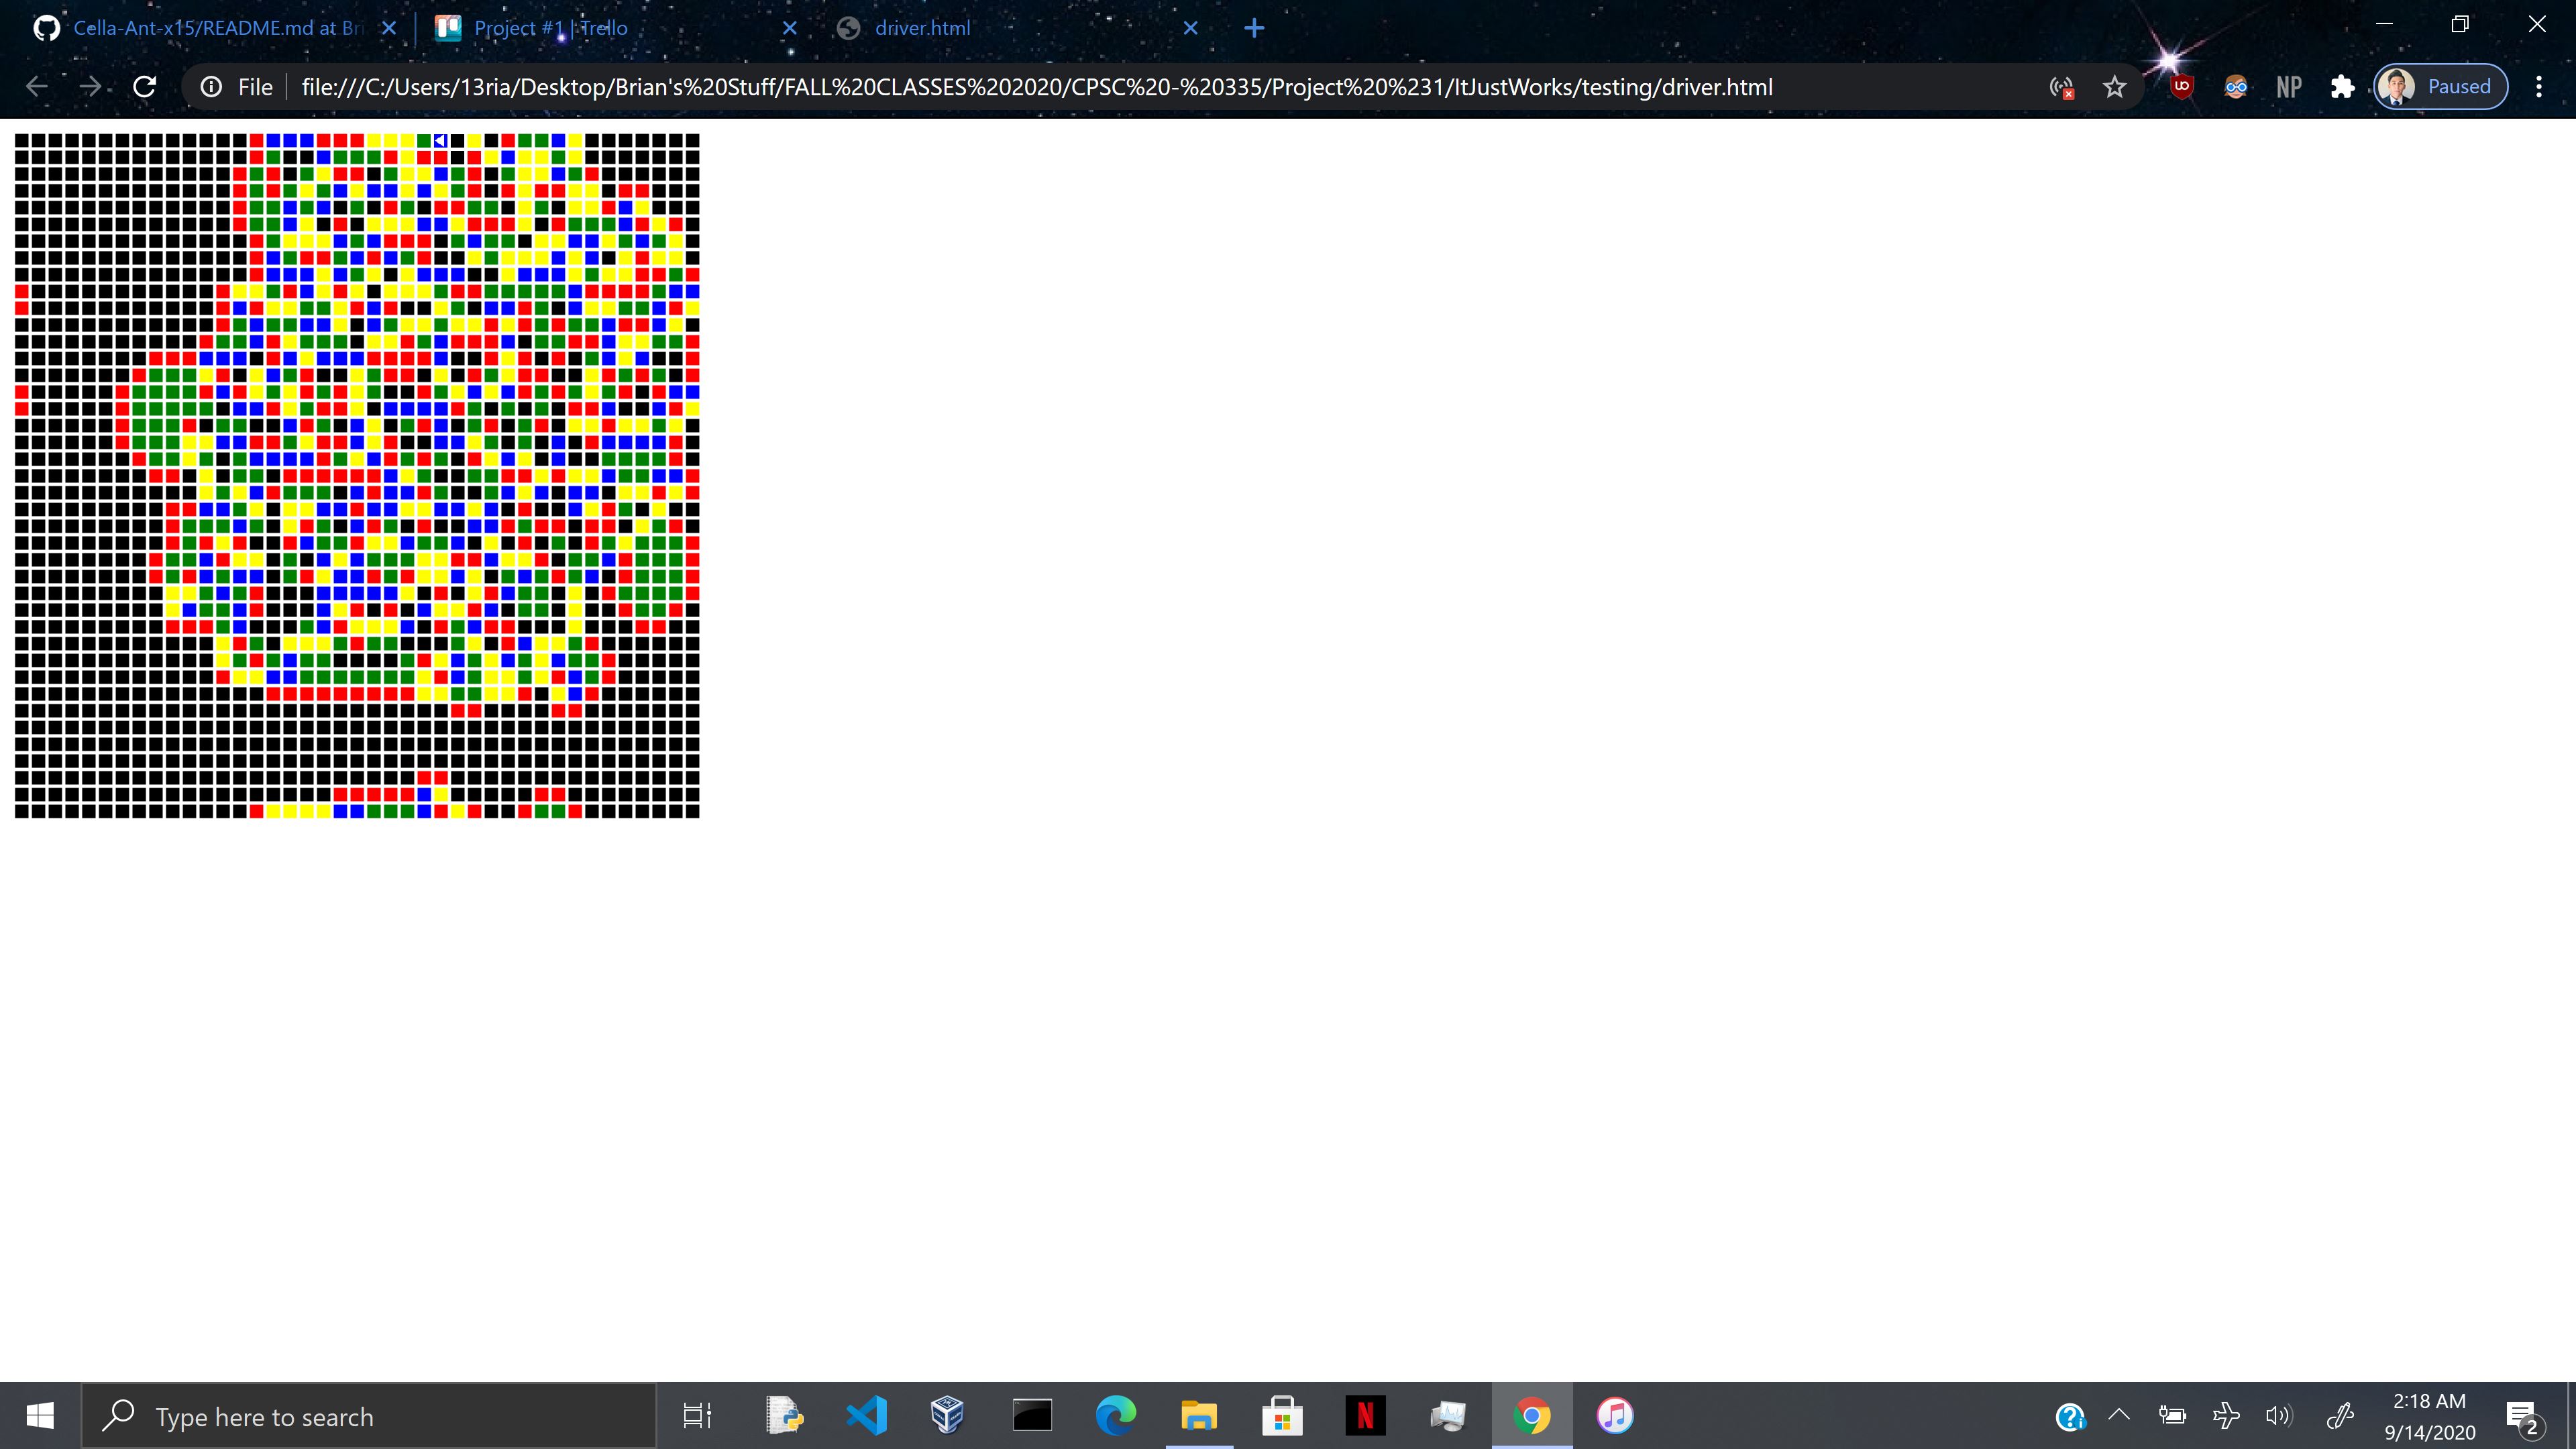 Cella-Ant-x15/README.md at Bri
Project #1 | Trello
driver.html
File
file:///C:/Users/13ria/Desktop/Brian's%20Stuff/FALL%20CLASSES%202020/CPSC%20-%20335/Project%20%231/ItJustWorks/testing/driver.html
UO
NP
Paused
Type here to search
N
2:18 AM
9/14/2020
2